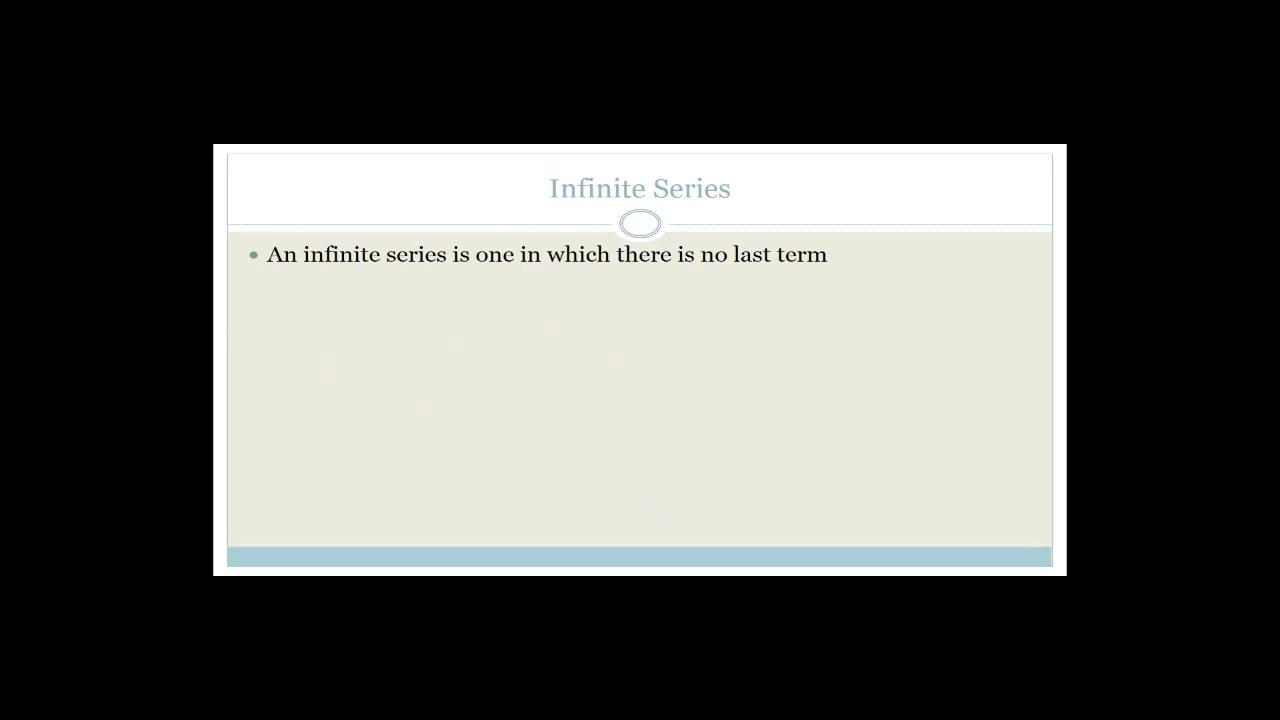 Infinite Series
An infinite series is one in which there is no last term